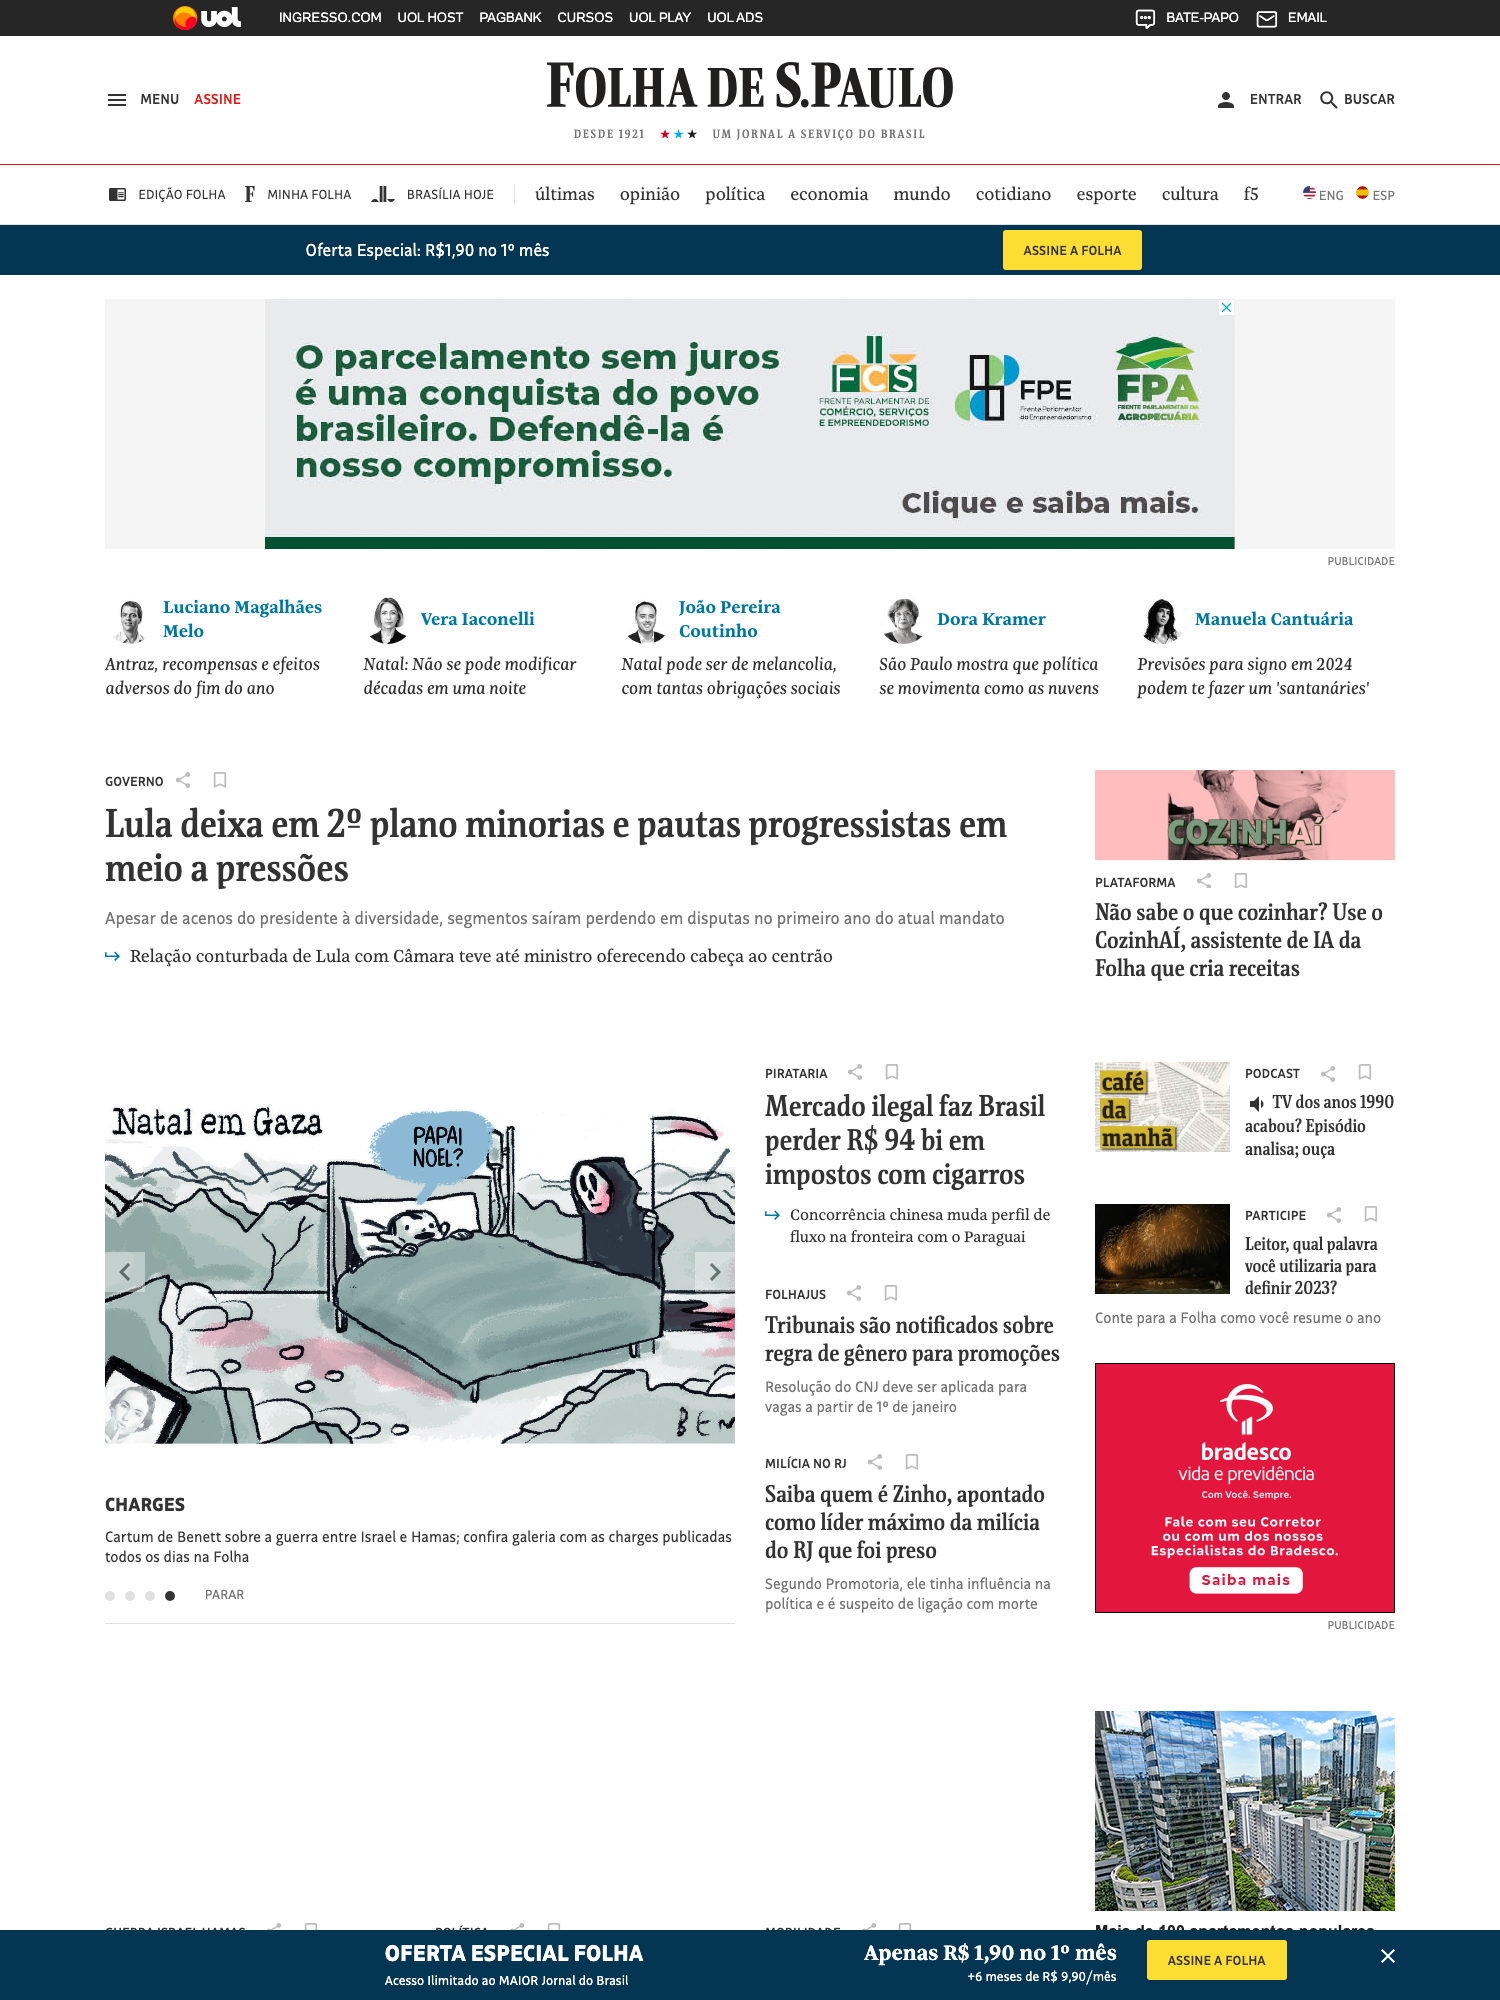 uol
INGRESSO.COM UOL HOST PAGBANK CURSOS UOL PLAY UOL ADS
BATE-PAPO EMAIL
MENU ASSINE
FOLHA DE S.PAULO
DESDE 1921 ★★★ UM JORNAL A SERVIÇO DO BRASIL
ENTRAR BUSCAR
EDIÇÃO FOLHA F MINHA FOLHA BRASÍLIA HOJE
últimas opinião política economia mundo cotidiano esporte cultura f5
ENG ESP
Oferta Especial: R$1,90 no 1º mês
ASSINE A FOLHA
O parcelamento sem juros
é uma conquista do povo
brasileiro. Defendê-la é
nosso compromisso.
FCS
FRENTE PARLAMENTAR DE
COMÉRCIO, SERVIÇOS
E EMPREENDEDORISMO
FPE
Frente Parlamentar
do Empreendedorismo
FPA
FRENTE PARLAMENTAR DA
AGROPECUÁRIA
Clique e saiba mais.
PUBLICIDADE
Luciano Magalhães
Melo
Antraz, recompensas e efeitos
adversos do fim do ano
Vera Iaconelli
Natal: Não se pode modificar
décadas em uma noite
João Pereira
Coutinho
Natal pode ser de melancolia,
com tantas obrigações sociais
Dora Kramer
São Paulo mostra que política
se movimenta como as nuvens
Manuela Cantuária
Previsões para signo em 2024
podem te fazer um 'santanáries'
GOVERNO
Lula deixa em 2º plano minorias e pautas progressistas em
meio a pressões
Apesar de acenos do presidente à diversidade, segmentos saíram perdendo em disputas no primeiro ano do atual mandato
Relação conturbada de Lula com Câmara teve até ministro oferecendo cabeça ao centrão
COZINHAÍ
PLATAFORMA
Não sabe o que cozinhar? Use o
CozinhAÍ, assistente de IA da
Folha que cria receitas
Natal em Gaza
PAPAI
NOEL?
BEN
CHARGES
Cartum de Benett sobre a guerra entre Israel e Hamas; confira galeria com as charges publicadas
todos os dias na Folha
PARAR
PIRATARIA
Mercado ilegal faz Brasil
perder R$ 94 bi em
impostos com cigarros
Concorrência chinesa muda perfil de
fluxo na fronteira com o Paraguai
FOLHAJUS
Tribunais são notificados sobre
regra de gênero para promoções
Resolução do CNJ deve ser aplicada para
vagas a partir de 1º de janeiro
MILÍCIA NO RJ
Saiba quem é Zinho, apontado
como líder máximo da milícia
do RJ que foi preso
Segundo Promotoria, ele tinha influência na
política e é suspeito de ligação com morte
café
da
manhã
PODCAST
TV dos anos 1990
acabou? Episódio
analisa; ouça
PARTICIPE
Leitor, qual palavra
você utilizaria para
definir 2023?
Conte para a Folha como você resume o ano
bradesco
vida e previdência
Com Você. Sempre.
Fale com seu Corretor
ou com um dos nossos
Especialistas do Bradesco.
Saiba mais
PUBLICIDADE
GUERRA ISRAEL-HAMAS
POLÍTICA
MOBILIDADE
Mais de 100 apartamentos populares
OFERTA ESPECIAL FOLHA
Acesso Ilimitado ao MAIOR Jornal do Brasil
Apenas R$ 1,90 no 1º mês
+6 meses de R$ 9,90/mês
ASSINE A FOLHA